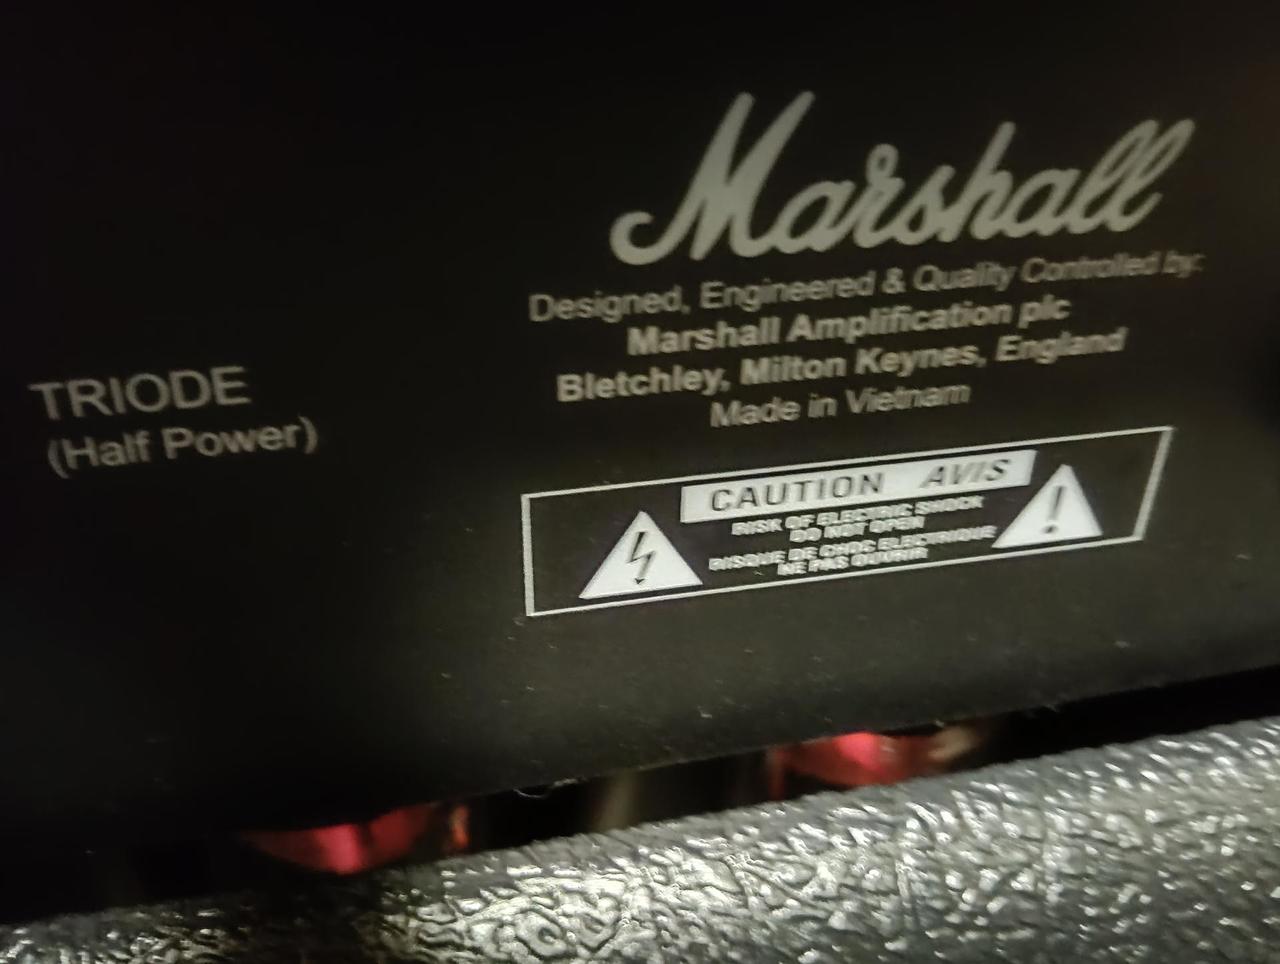 Marshall
Designed, Engineered & Quality Controlled by:
Marshall Amplification plc
Bletchley, Milton Keynes, England
Made in Vietnam
TRIODE
(Half Power)
CAUTION AVIS
RISK OF ELECTRIC SHOCK
DO NOT OPEN
RISQUE DE CHOC ELECTRIQUE
NE PAS OUVRIR
!